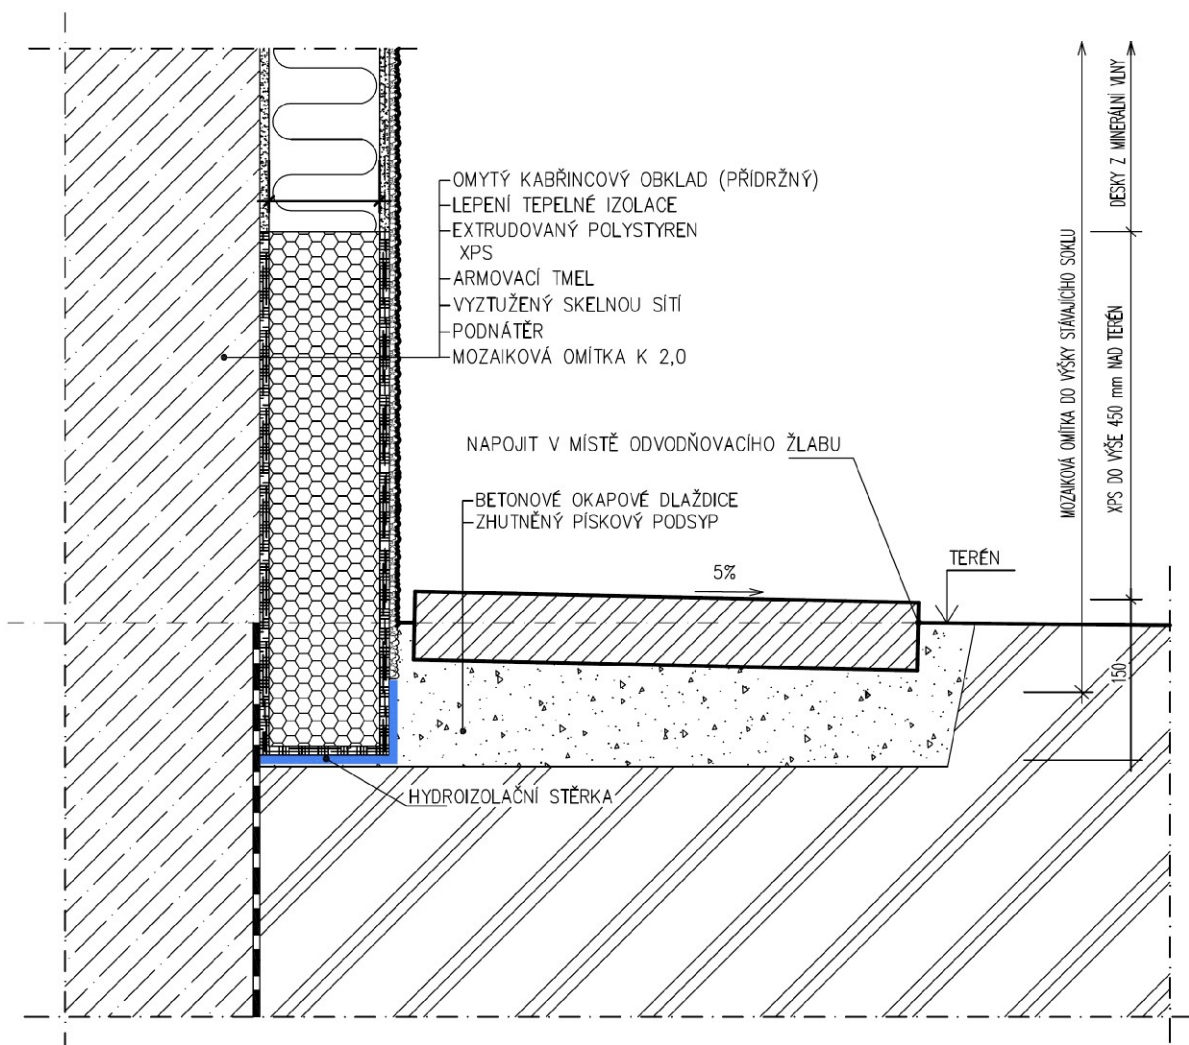 OMYTÝ KABŘINCOVÝ OBKLAD (PŘÍDRŽNÝ)
LEPENÍ TEPELNÉ IZOLACE
EXTRUDOVANÝ POLYSTYREN
XPS
ARMOVACÍ TMEL
VYZTUŽENÝ SKELNOU SÍTÍ
PODNÁTĚR
MOZAIKOVÁ OMÍTKA K 2,0
NAPOJIT V MÍSTĚ ODVODŇOVACÍHO ŽLABU
BETONOVÉ OKAPOVÉ DLAŽDICE
ZHUTNĚNÝ PÍSKOVÝ PODSYP
5%
TERÉN
HYDROIZOLAČNÍ STĚRKA
MOZAIKOVÁ OMÍTKA DO VÝŠKY STÁVAJÍCÍHO SOKLU
DESKY Z MINERÁLNÍ VLNY
XPS DO VÝŠE 450 mm NAD TERÉN
150